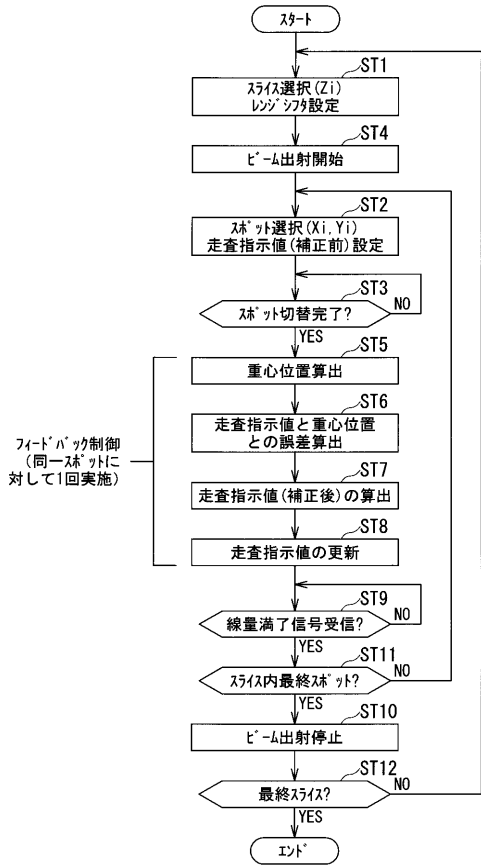 スタート
ST1
スライス選択(Zi)
レンジシフタ設定
ST4
ビーム出射開始
ST2
スポット選択(Xi,Yi)
走査指示値(補正前)設定
ST3
スポット切替完了?
NO
YES
ST5
重心位置算出
ST6
走査指示値と重心位置
との誤差算出
フィードバック制御
(同一スポットに
対して1回実施)
ST7
走査指示値(補正後)の算出
ST8
走査指示値の更新
ST9
線量満了信号受信?
NO
YES
ST11
スライス内最終スポット?
NO
YES
ST10
ビーム出射停止
ST12
最終スライス?
NO
YES
エンド